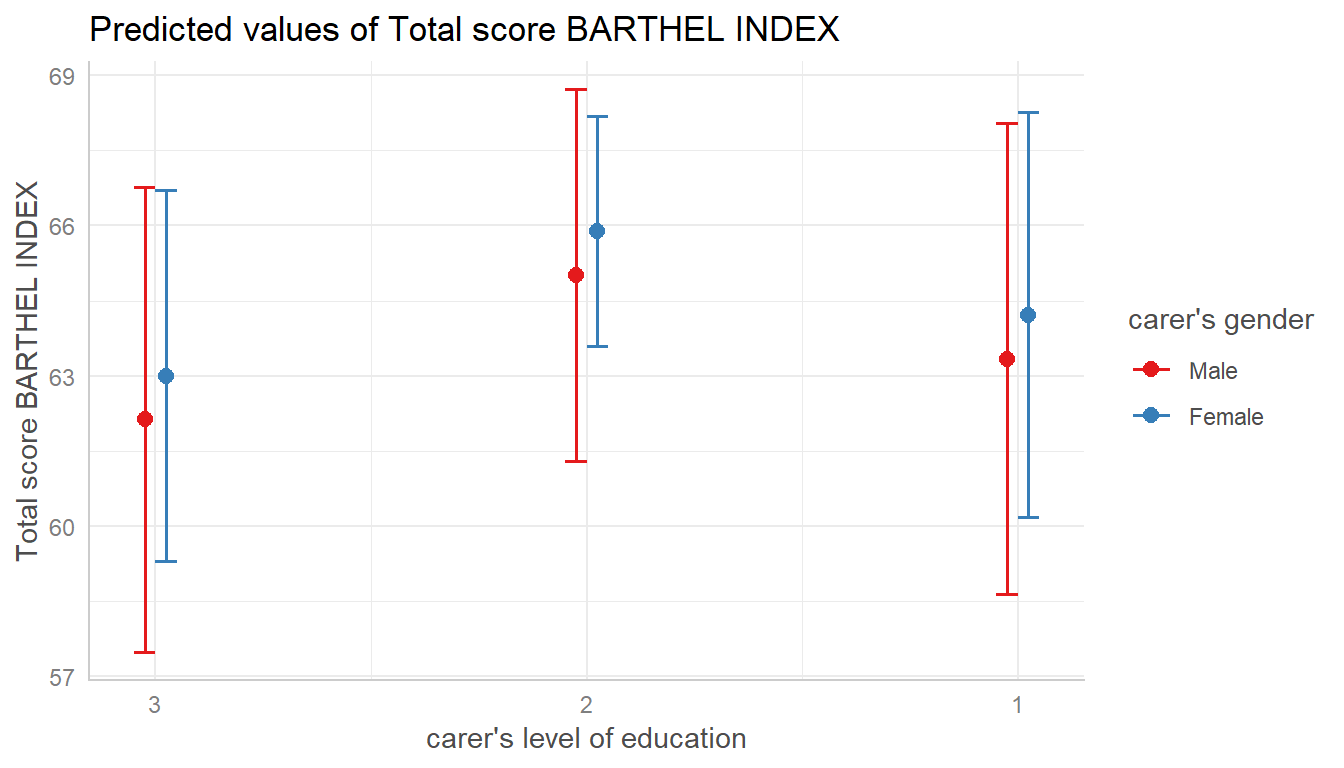 Predicted values of Total score BARTHEL INDEX
Total score BARTHEL INDEX
69
66
63
60
57
3 2 1
carer's level of education
carer's gender
Male
Female